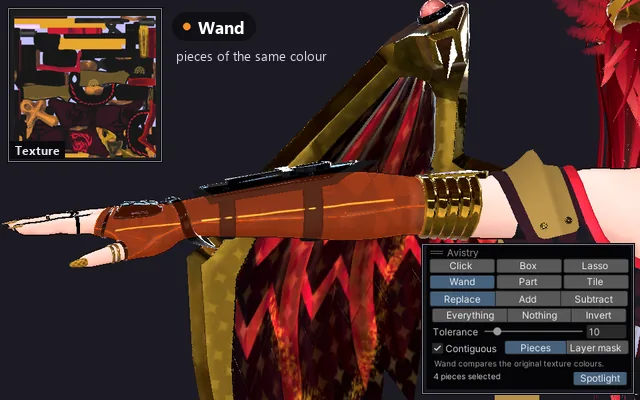 Wand
pieces of the same colour
Texture
Avistry
Click Box Lasso
Wand Part Tile
Replace Add Subtract
Everything Nothing Invert
Tolerance 10
Contiguous Pieces Layer mask
Wand compares the original texture colours.
4 pieces selected Spotlight